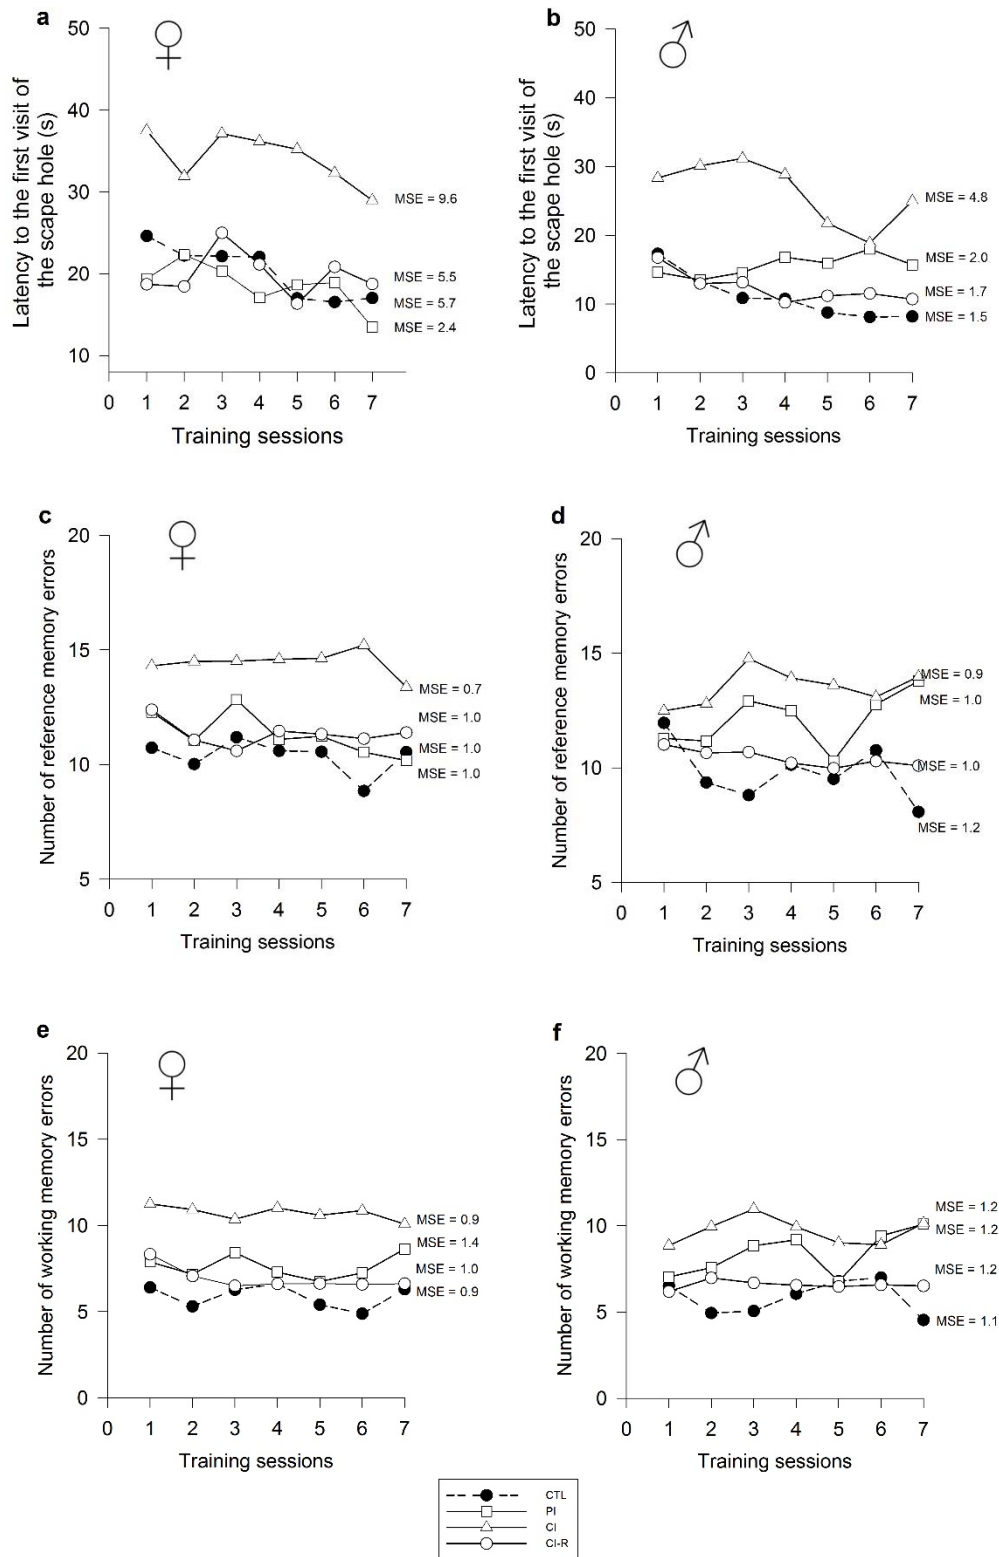 a
50
40
30
20
10
Latency to the first visit of
the scape hole (s)
MSE = 9.6
MSE = 5.5
MSE = 5.7
MSE = 2.4
0 1 2 3 4 5 6 7
Training sessions
b
50
40
30
20
10
0
Latency to the first visit of
the scape hole (s)
MSE = 4.8
MSE = 2.0
MSE = 1.7
MSE = 1.5
0 1 2 3 4 5 6 7
Training sessions
c
20
15
10
5
Number of reference memory errors
MSE = 0.7
MSE = 1.0
MSE = 1.0
MSE = 1.0
0 1 2 3 4 5 6 7
Training sessions
d
20
15
10
5
Number of reference memory errors
MSE = 0.9
MSE = 1.0
MSE = 1.0
MSE = 1.2
0 1 2 3 4 5 6 7
Training sessions
e
20
15
10
5
0
Number of working memory errors
MSE = 0.9
MSE = 1.4
MSE = 1.0
MSE = 0.9
0 1 2 3 4 5 6 7
Training sessions
f
20
15
10
5
0
Number of working memory errors
MSE = 1.2
MSE = 1.2
MSE = 1.2
MSE = 1.1
0 1 2 3 4 5 6 7
Training sessions
CTL
PI
CI
CI-R